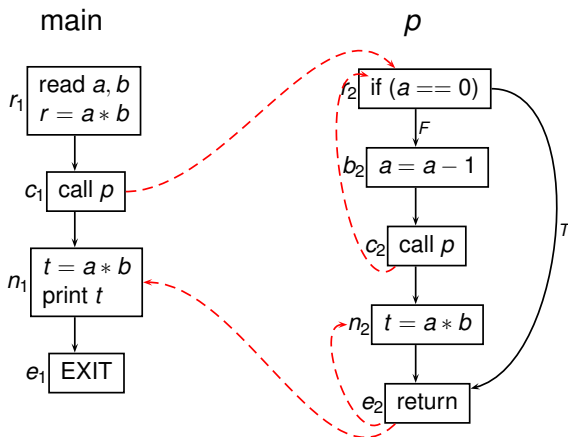 main
r1
read a, b
r = a ∗ b
c1
call p
n1
t = a ∗ b
print t
e1
EXIT
p
r2
if (a == 0)
F
T
b2
a = a − 1
c2
call p
n2
t = a ∗ b
e2
return